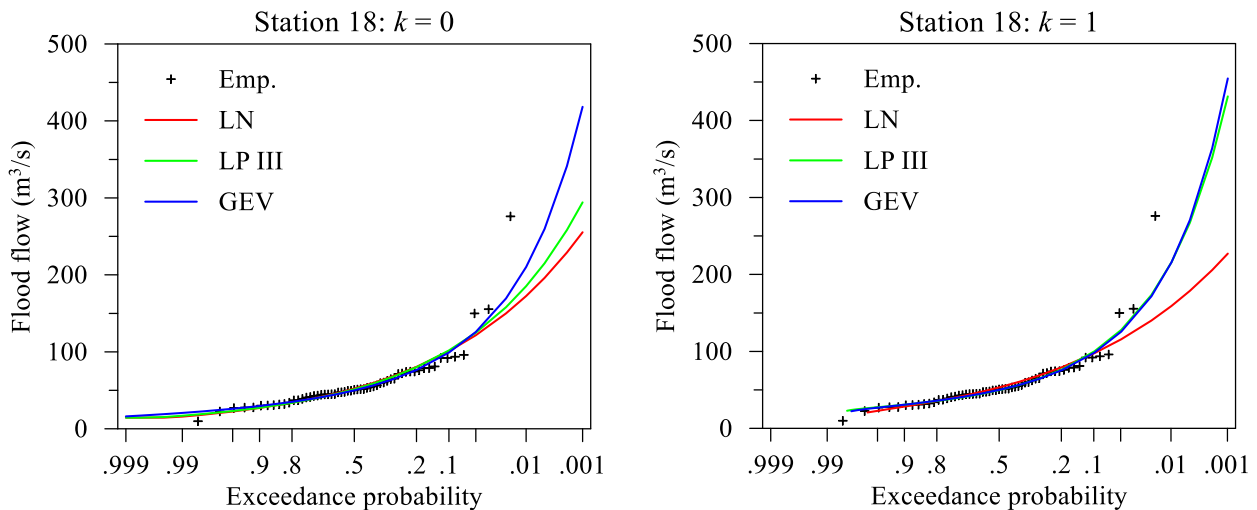 Station 18: k = 0
500
400
300
200
100
0
Flood flow (m³/s)
Emp.
LN
LP III
GEV
.999 .99 .9 .8 .5 .2 .1 .01 .001
Exceedance probability
Station 18: k = 1
500
400
300
200
100
0
Flood flow (m³/s)
Emp.
LN
LP III
GEV
.999 .99 .9 .8 .5 .2 .1 .01 .001
Exceedance probability